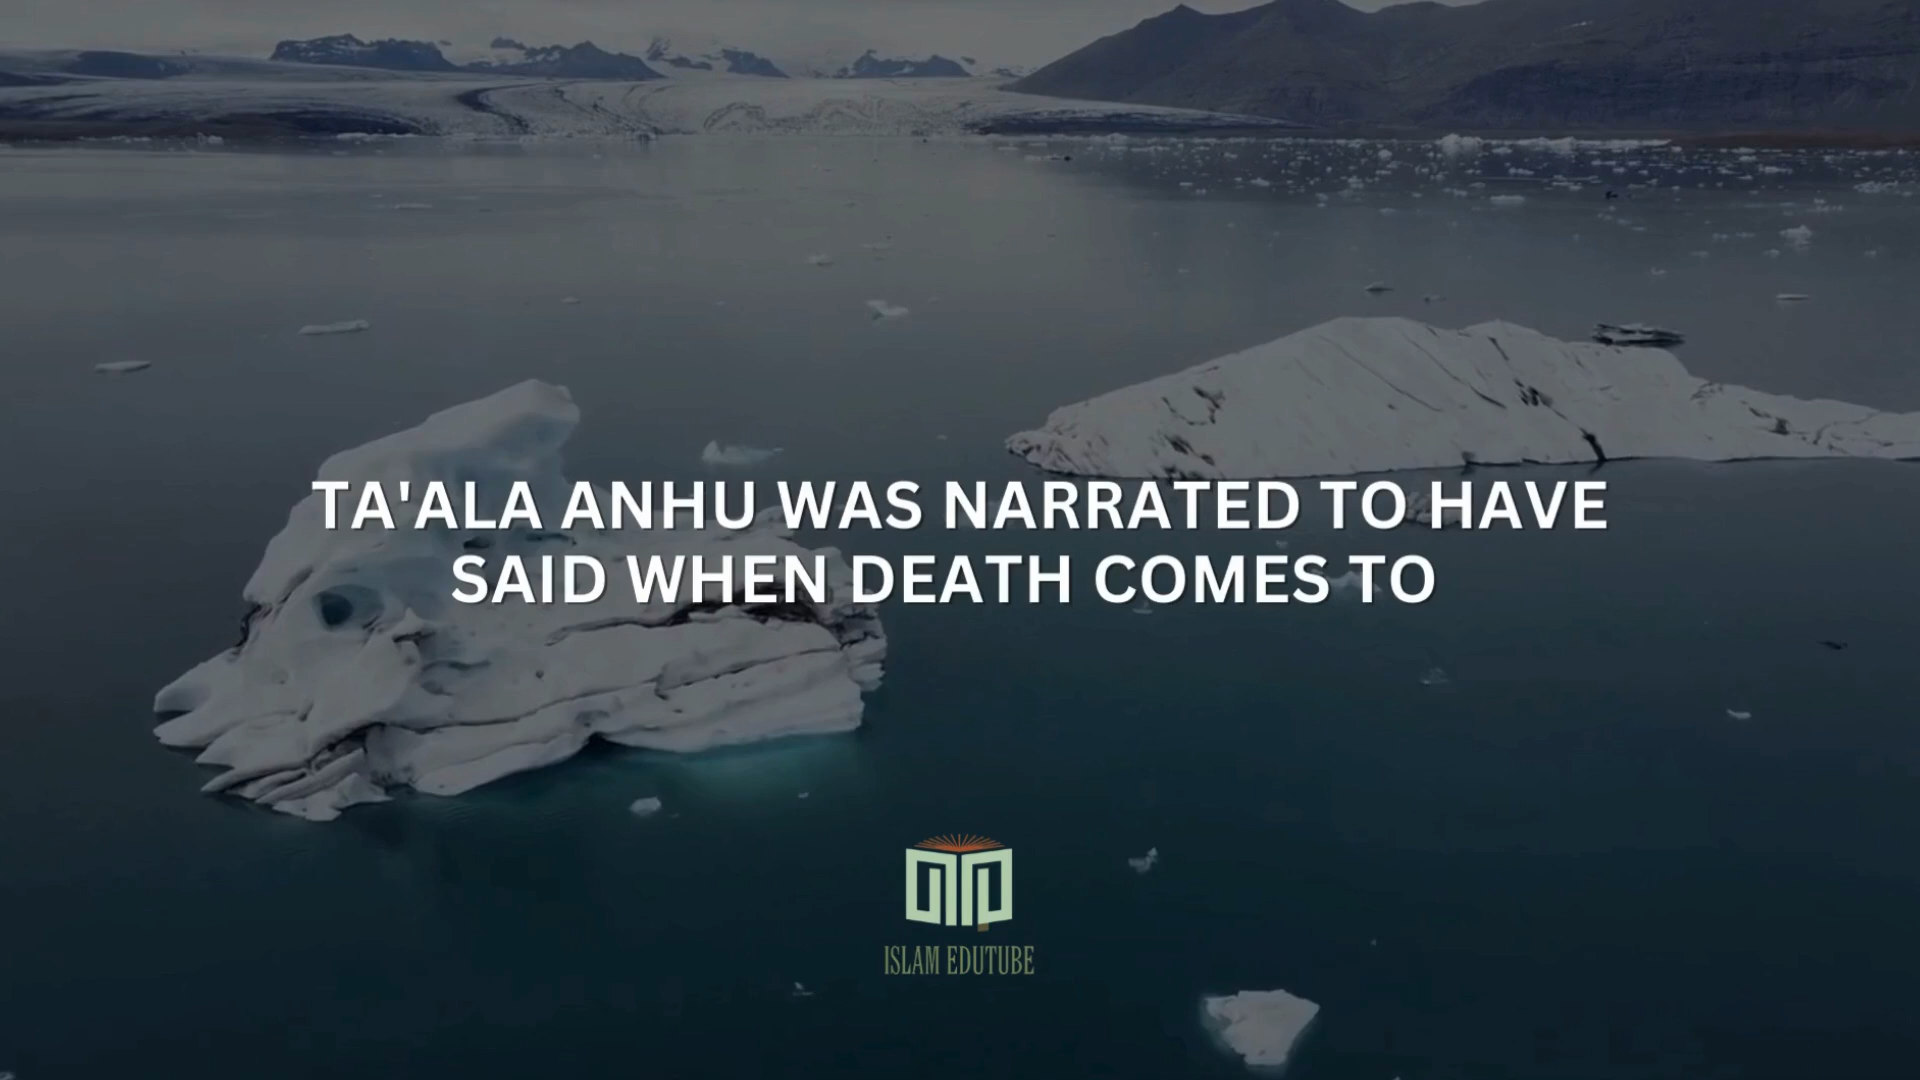 TA'ALA ANHU WAS NARRATED TO HAVE
SAID WHEN DEATH COMES TO
ISLAM EDUTUBE